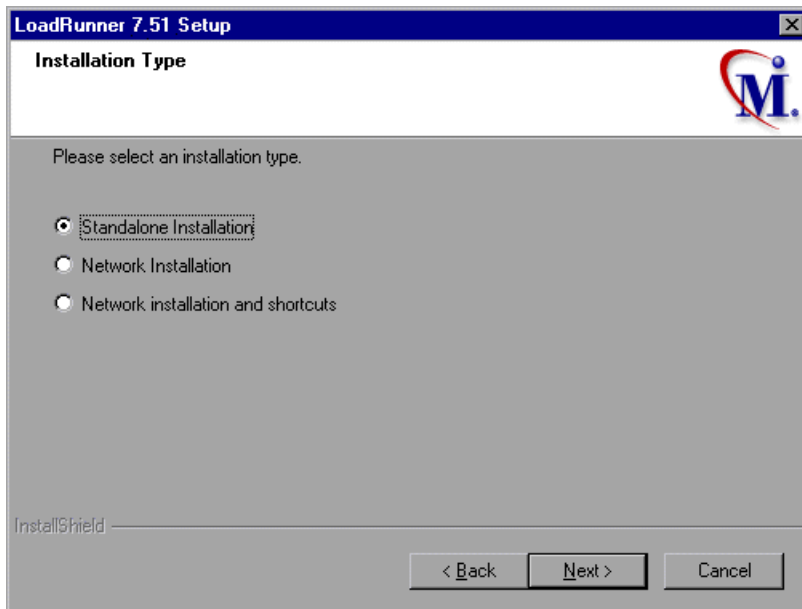 LoadRunner 7.51 Setup
Installation Type
M.
Please select an installation type.
Standalone Installation
Network Installation
Network installation and shortcuts
InstallShield
< Back
Next >
Cancel